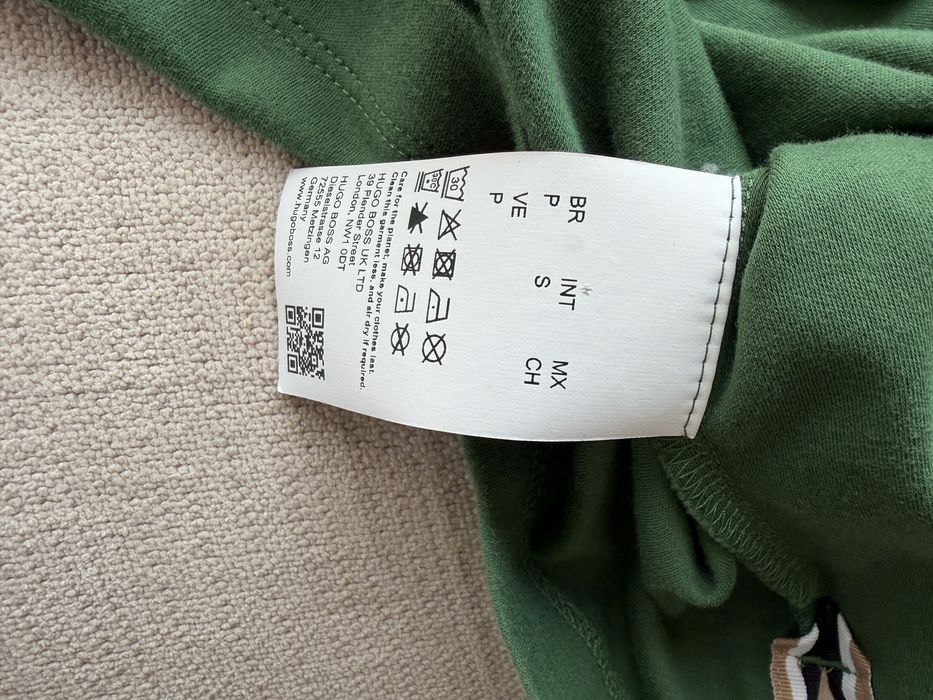 BR INT MX
P S CH
VE
P
30
30°C
Care for the planet, make your clothes last.
Clean this garment less, and air dry if required.
HUGO BOSS UK LTD
39 Plender Street
London, NW1 0DT
HUGO BOSS AG
Dieselstrasse 12
72555 Metzingen
Germany
www.hugoboss.com